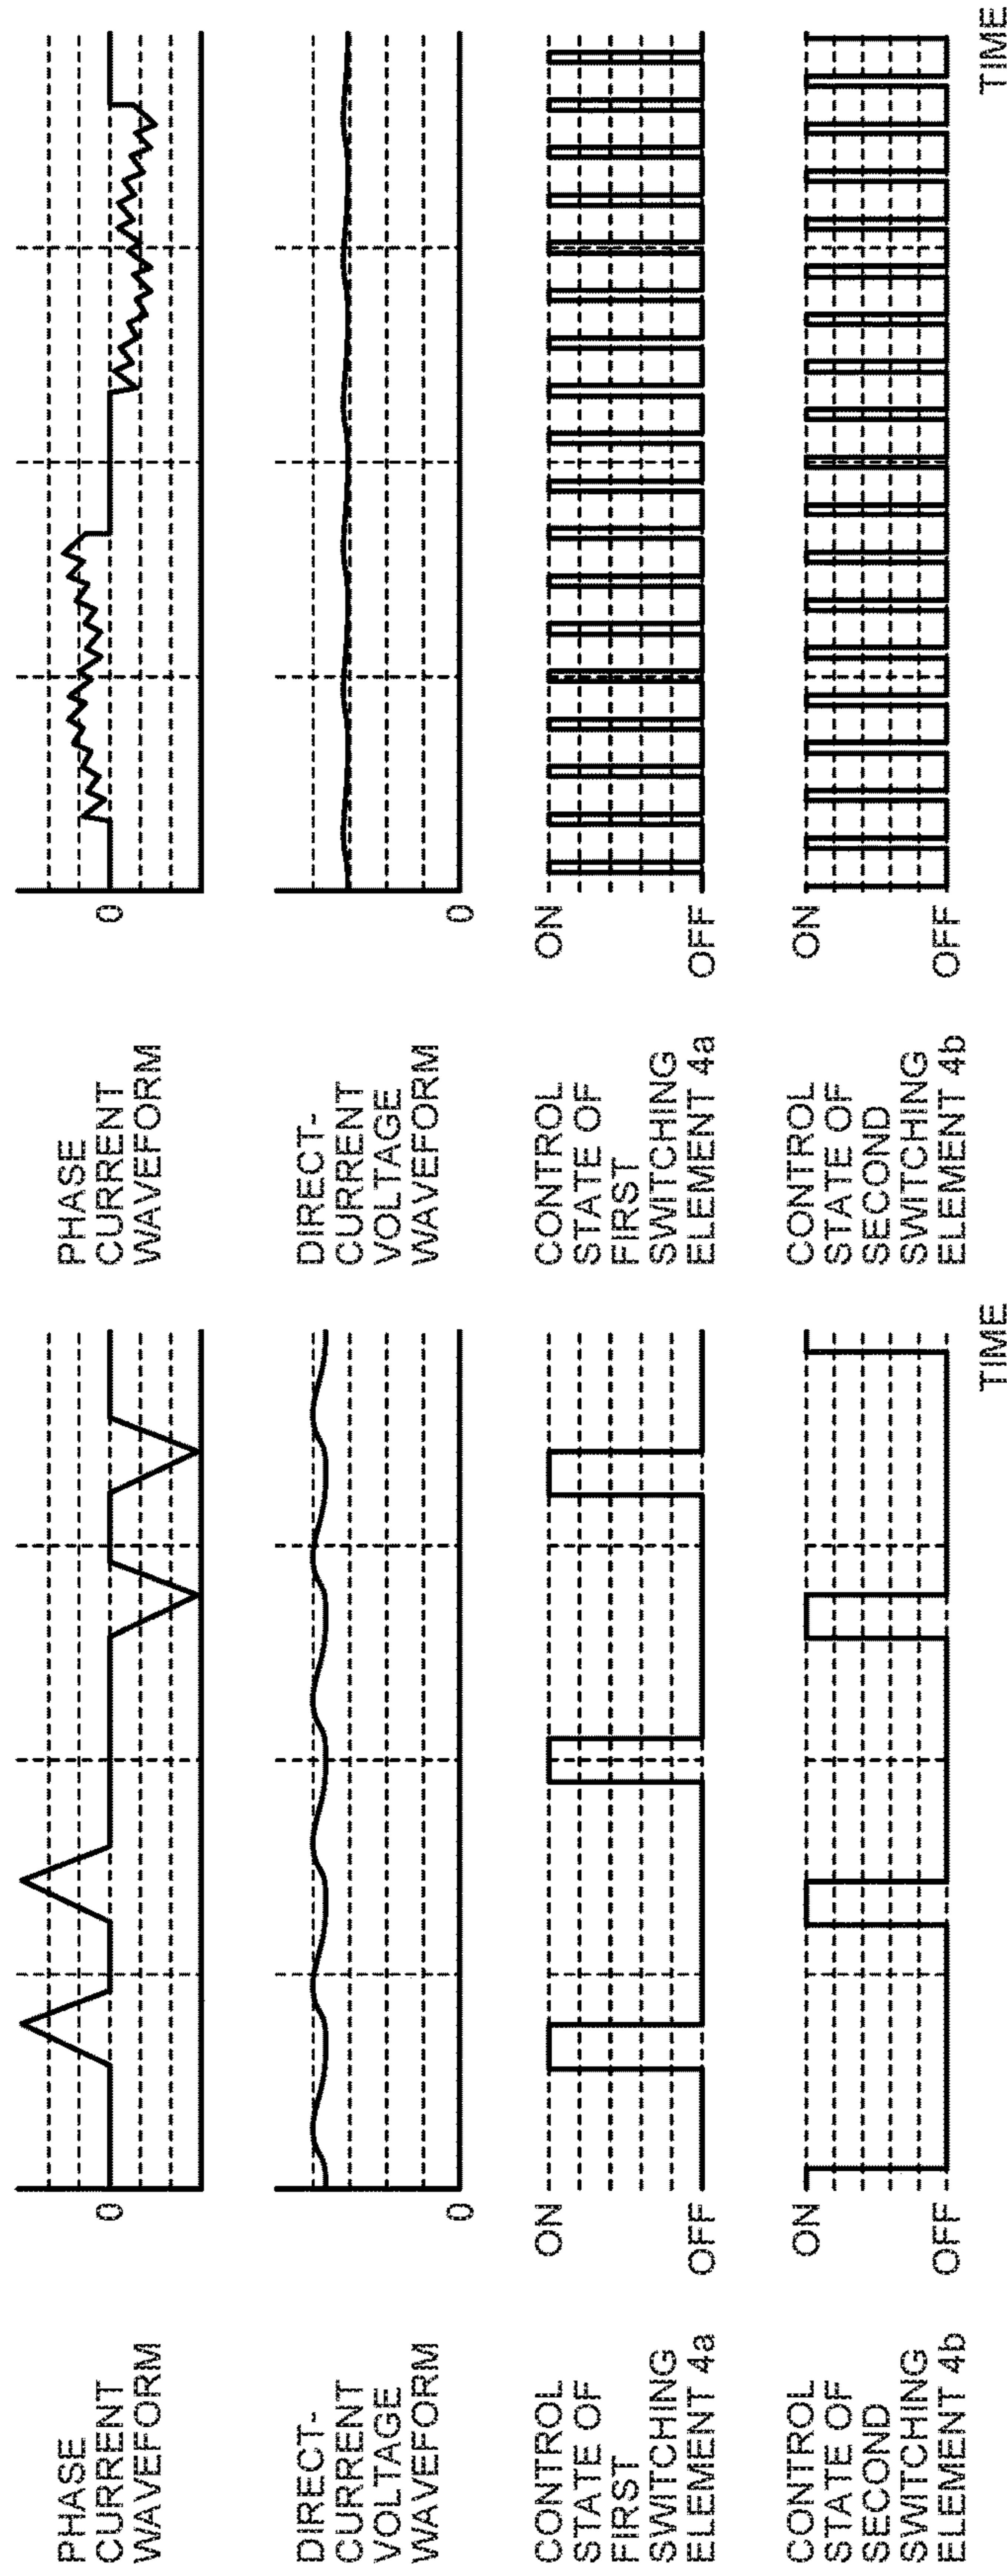 PHASE
CURRENT
WAVEFORM
0
DIRECT-
CURRENT
VOLTAGE
WAVEFORM
0
CONTROL
STATE OF
FIRST
SWITCHING
ELEMENT 4a
ON
OFF
CONTROL
STATE OF
SECOND
SWITCHING
ELEMENT 4b
ON
OFF
TIME
PHASE
CURRENT
WAVEFORM
0
DIRECT-
CURRENT
VOLTAGE
WAVEFORM
0
CONTROL
STATE OF
FIRST
SWITCHING
ELEMENT 4a
ON
OFF
CONTROL
STATE OF
SECOND
SWITCHING
ELEMENT 4b
ON
OFF
TIME